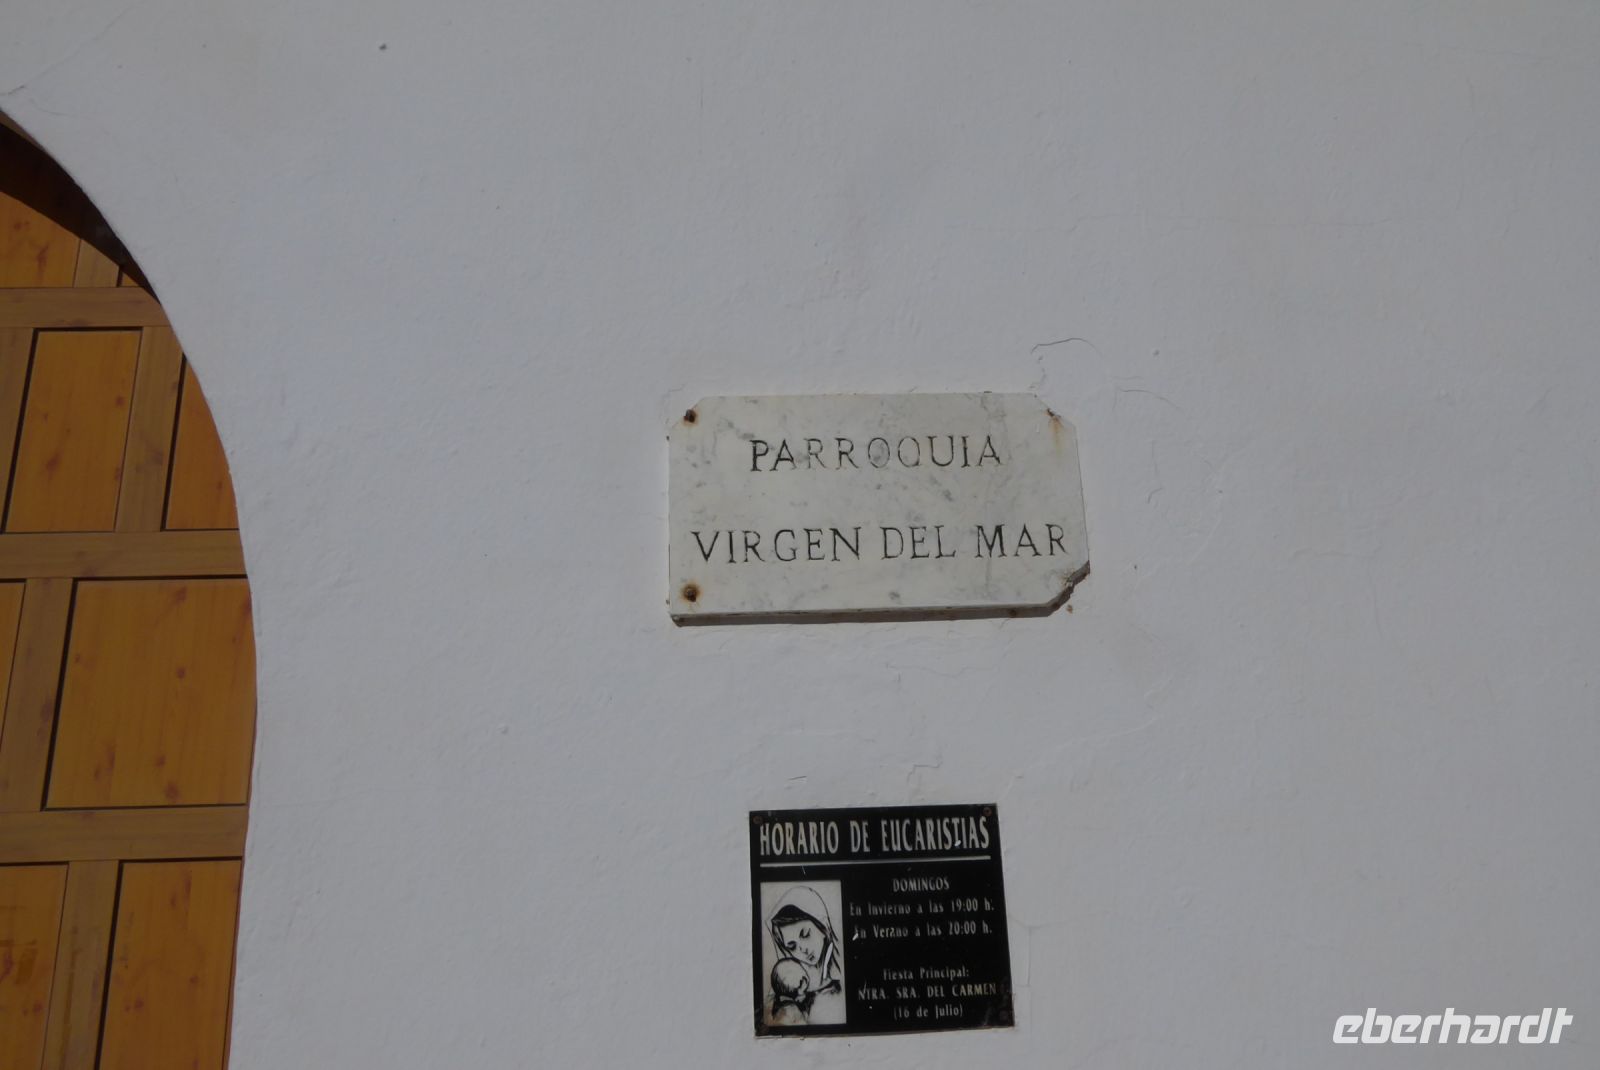 PARROQUIA
VIRGEN DEL MAR
HORARIO DE EUCARISTIAS
DOMINGOS
En Invierno a las 19:00 h.
En Verano a las 20:00 h.
Fiesta Principal:
NTRA. SRA. DEL CARMEN
(16 de Julio)
eberhardt